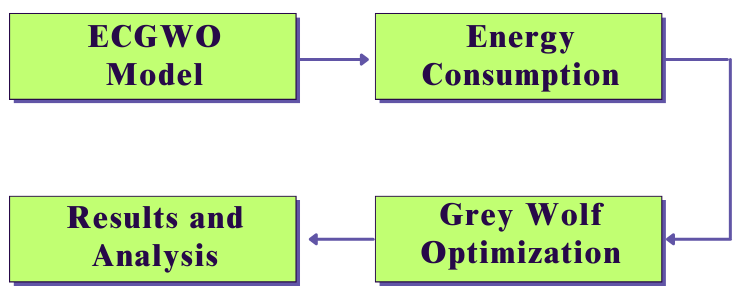 ECGWO
Model
Energy
Consumption
Grey Wolf
Optimization
Results and
Analysis